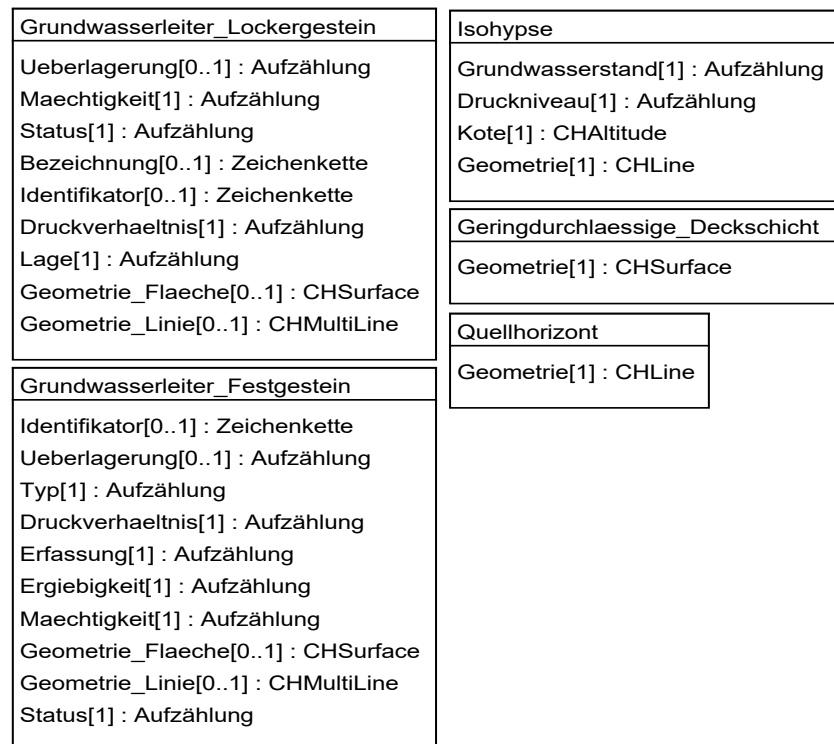 Grundwasserleiter_Lockergestein
Ueberlagerung[0..1] : Aufzählung
Maechtigkeit[1] : Aufzählung
Status[1] : Aufzählung
Bezeichnung[0..1] : Zeichenkette
Identifikator[0..1] : Zeichenkette
Druckverhaeltnis[1] : Aufzählung
Lage[1] : Aufzählung
Geometrie_Flaeche[0..1] : CHSurface
Geometrie_Linie[0..1] : CHMultiLine
Grundwasserleiter_Festgestein
Identifikator[0..1] : Zeichenkette
Ueberlagerung[0..1] : Aufzählung
Typ[1] : Aufzählung
Druckverhaeltnis[1] : Aufzählung
Erfassung[1] : Aufzählung
Ergiebigkeit[1] : Aufzählung
Maechtigkeit[1] : Aufzählung
Geometrie_Flaeche[0..1] : CHSurface
Geometrie_Linie[0..1] : CHMultiLine
Status[1] : Aufzählung
Isohypse
Grundwasserstand[1] : Aufzählung
Druckniveau[1] : Aufzählung
Kote[1] : CHAltitude
Geometrie[1] : CHLine
Geringdurchlaessige_Deckschicht
Geometrie[1] : CHSurface
Quellhorizont
Geometrie[1] : CHLine